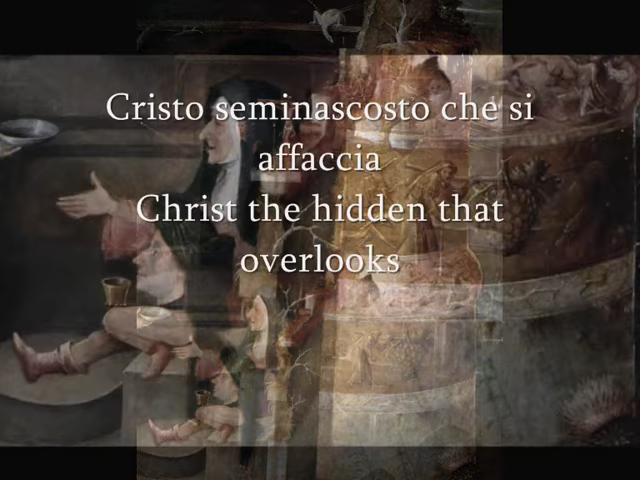 Cristo seminascosto che si
affaccia
Christ the hidden that
overlooks